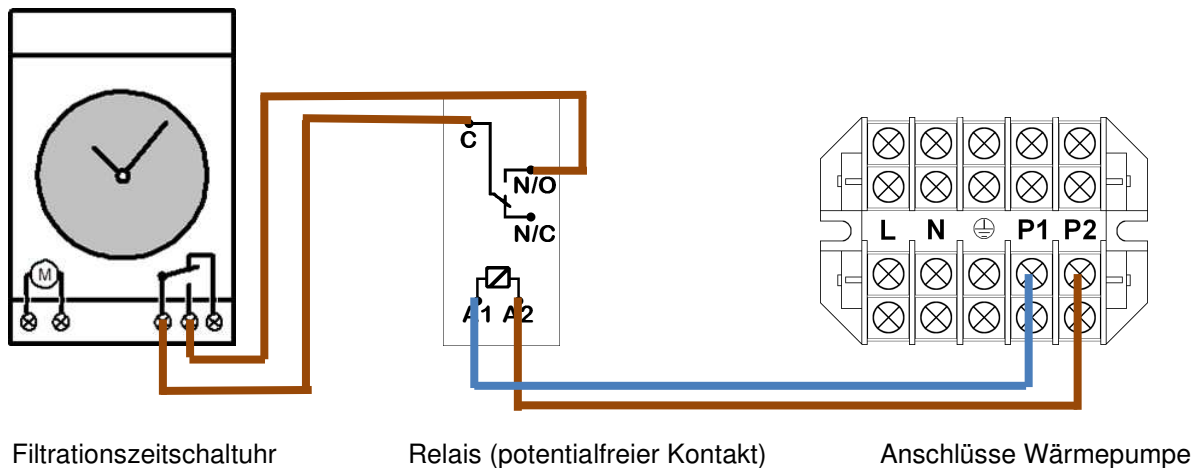 C
N/O
N/C
M
A1 A2
L N P1 P2
Filtrationszeitschaltuhr
Relais (potentialfreier Kontakt)
Anschlüsse Wärmepumpe